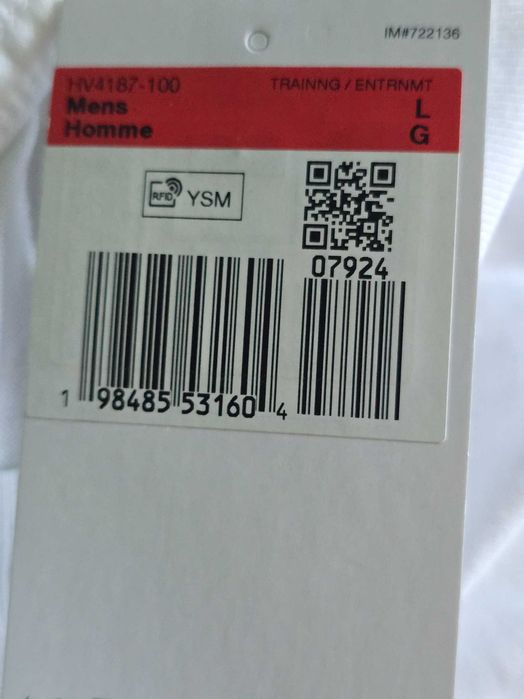 IM#722136
HV4187-100 TRAINNG / ENTRNMT
Mens L
Homme G
RFID YSM
07924
1 98485 53160 4